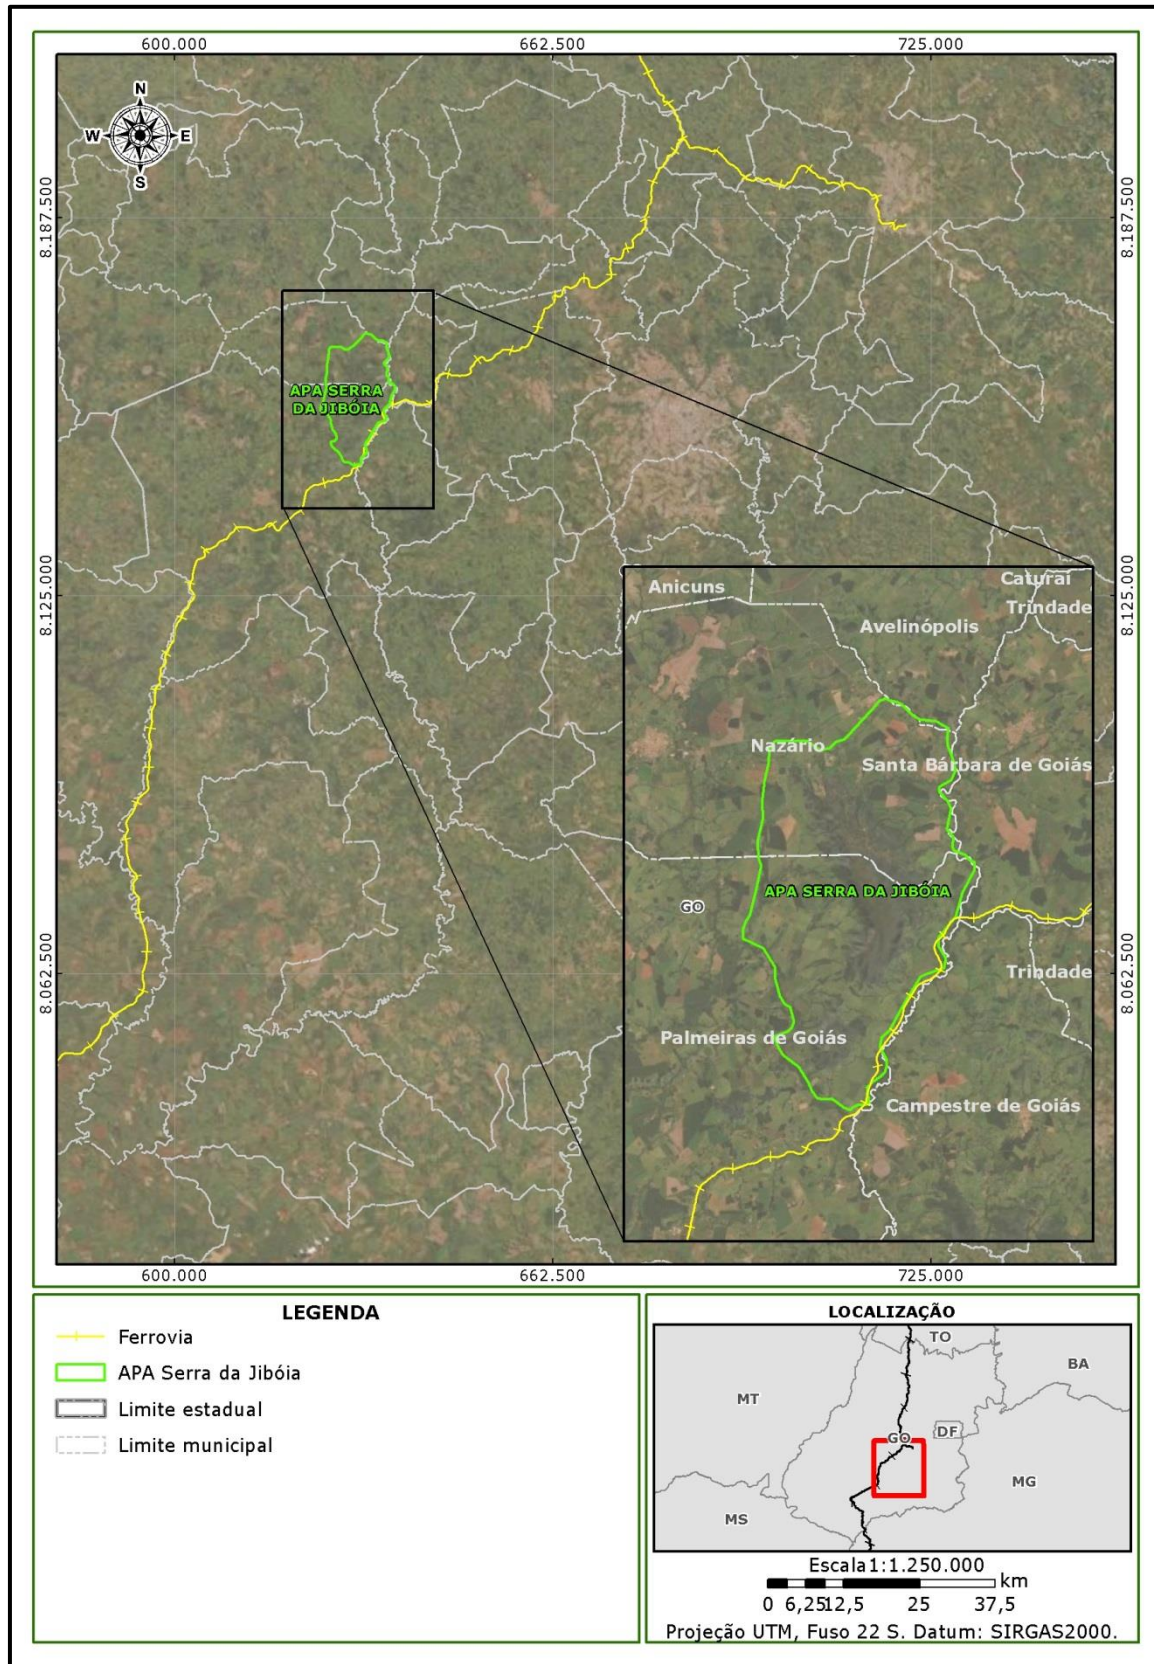 600.000 662.500 725.000
N
W E
S
8.187.500 8.187.500
APA SERRA
DA JIBÓIA
8.125.000 8.125.000
Anicuns
Caturaí
Trindade
Avelinópolis
Nazário
Santa Bárbara de Goiás
APA SERRA DA JIBÓIA
GO
8.062.500 8.062.500
Trindade
Palmeiras de Goiás
Campestre de Goiás
600.000 662.500 725.000
LEGENDA
Ferrovia
APA Serra da Jibóia
Limite estadual
Limite municipal
LOCALIZAÇÃO
TO
BA
MT
GO
DF
MG
MS
Escala1:1.250.000
km
0 6,2512,5 25 37,5
Projeção UTM, Fuso 22 S. Datum: SIRGAS2000.